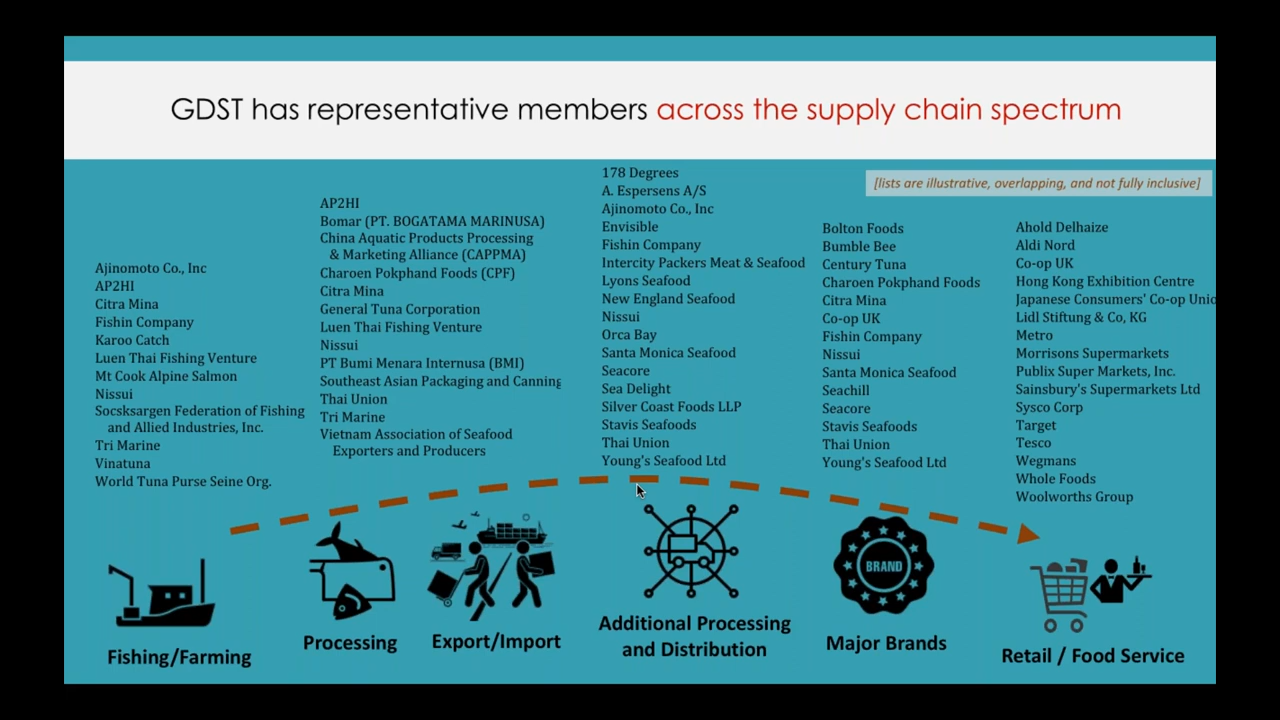 GDST has representative members across the supply chain spectrum
[lists are illustrative, overlapping, and not fully inclusive]
Ajinomoto Co., Inc
AP2HI
Citra Mina
Fishin Company
Karoo Catch
Luen Thai Fishing Venture
Mt Cook Alpine Salmon
Nissui
Socsksargen Federation of Fishing
and Allied Industries, Inc.
Tri Marine
Vinatuna
World Tuna Purse Seine Org.
AP2HI
Bomar (PT. BOGATAMA MARINUSA)
China Aquatic Products Processing
& Marketing Alliance (CAPPMA)
Charoen Pokphand Foods (CPF)
Citra Mina
General Tuna Corporation
Luen Thai Fishing Venture
Nissui
PT Bumi Menara Internusa (BMI)
Southeast Asian Packaging and Canning
Thai Union
Tri Marine
Vietnam Association of Seafood
Exporters and Producers
178 Degrees
A. Espersens A/S
Ajinomoto Co., Inc
Envisible
Fishin Company
Intercity Packers Meat & Seafood
Lyons Seafood
New England Seafood
Nissui
Orca Bay
Santa Monica Seafood
Seacore
Sea Delight
Silver Coast Foods LLP
Stavis Seafoods
Thai Union
Young's Seafood Ltd
Bolton Foods
Bumble Bee
Century Tuna
Charoen Pokphand Foods
Citra Mina
Co-op UK
Fishin Company
Nissui
Santa Monica Seafood
Seachill
Seacore
Stavis Seafoods
Thai Union
Young's Seafood Ltd
Ahold Delhaize
Aldi Nord
Co-op UK
Hong Kong Exhibition Centre
Japanese Consumers' Co-op Unio
Lidl Stiftung & Co, KG
Metro
Morrisons Supermarkets
Publix Super Markets, Inc.
Sainsbury's Supermarkets Ltd
Sysco Corp
Target
Tesco
Wegmans
Whole Foods
Woolworths Group
BRAND
Fishing/Farming
Processing
Export/Import
Additional Processing
and Distribution
Major Brands
Retail / Food Service